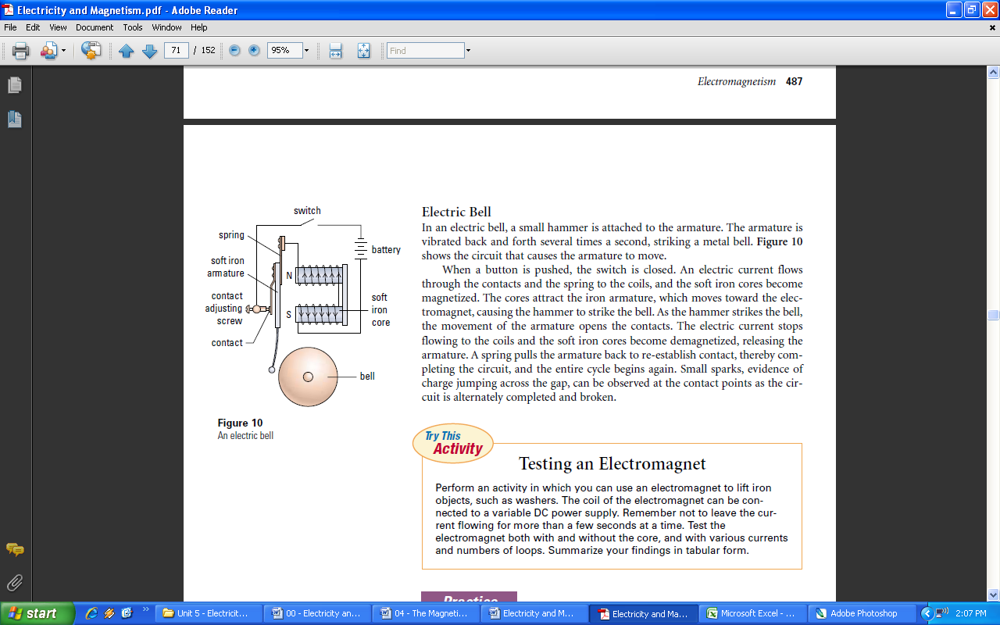 Electricity and Magnetism.pdf - Adobe Reader
File Edit View Document Tools Window Help
71 / 152 95% Find
Electromagnetism 487
switch
spring
battery
soft iron
armature
N
contact
adjusting
screw
S
soft
iron
core
contact
bell
Figure 10
An electric bell
Electric Bell
In an electric bell, a small hammer is attached to the armature. The armature is
vibrated back and forth several times a second, striking a metal bell. Figure 10
shows the circuit that causes the armature to move.
When a button is pushed, the switch is closed. An electric current flows
through the contacts and the spring to the coils, and the soft iron cores become
magnetized. The cores attract the iron armature, which moves toward the elec-
tromagnet, causing the hammer to strike the bell. As the hammer strikes the bell,
the movement of the armature opens the contacts. The electric current stops
flowing to the coils and the soft iron cores become demagnetized, releasing the
armature. A spring pulls the armature back to re-establish contact, thereby com-
pleting the circuit, and the entire cycle begins again. Small sparks, evidence of
charge jumping across the gap, can be observed at the contact points as the cir-
cuit is alternately completed and broken.
Try This
Activity
Testing an Electromagnet
Perform an activity in which you can use an electromagnet to lift iron
objects, such as washers. The coil of the electromagnet can be con-
nected to a variable DC power supply. Remember not to leave the cur-
rent flowing for more than a few seconds at a time. Test the
electromagnet both with and without the core, and with various currents
and numbers of loops. Summarize your findings in tabular form.
Practice
start Unit 5 - Electricit... 00 - Electricity an... 04 - The Magneti... Electricity and M... Electricity and Ma... Microsoft Excel - ... Adobe Photoshop 2:07 PM